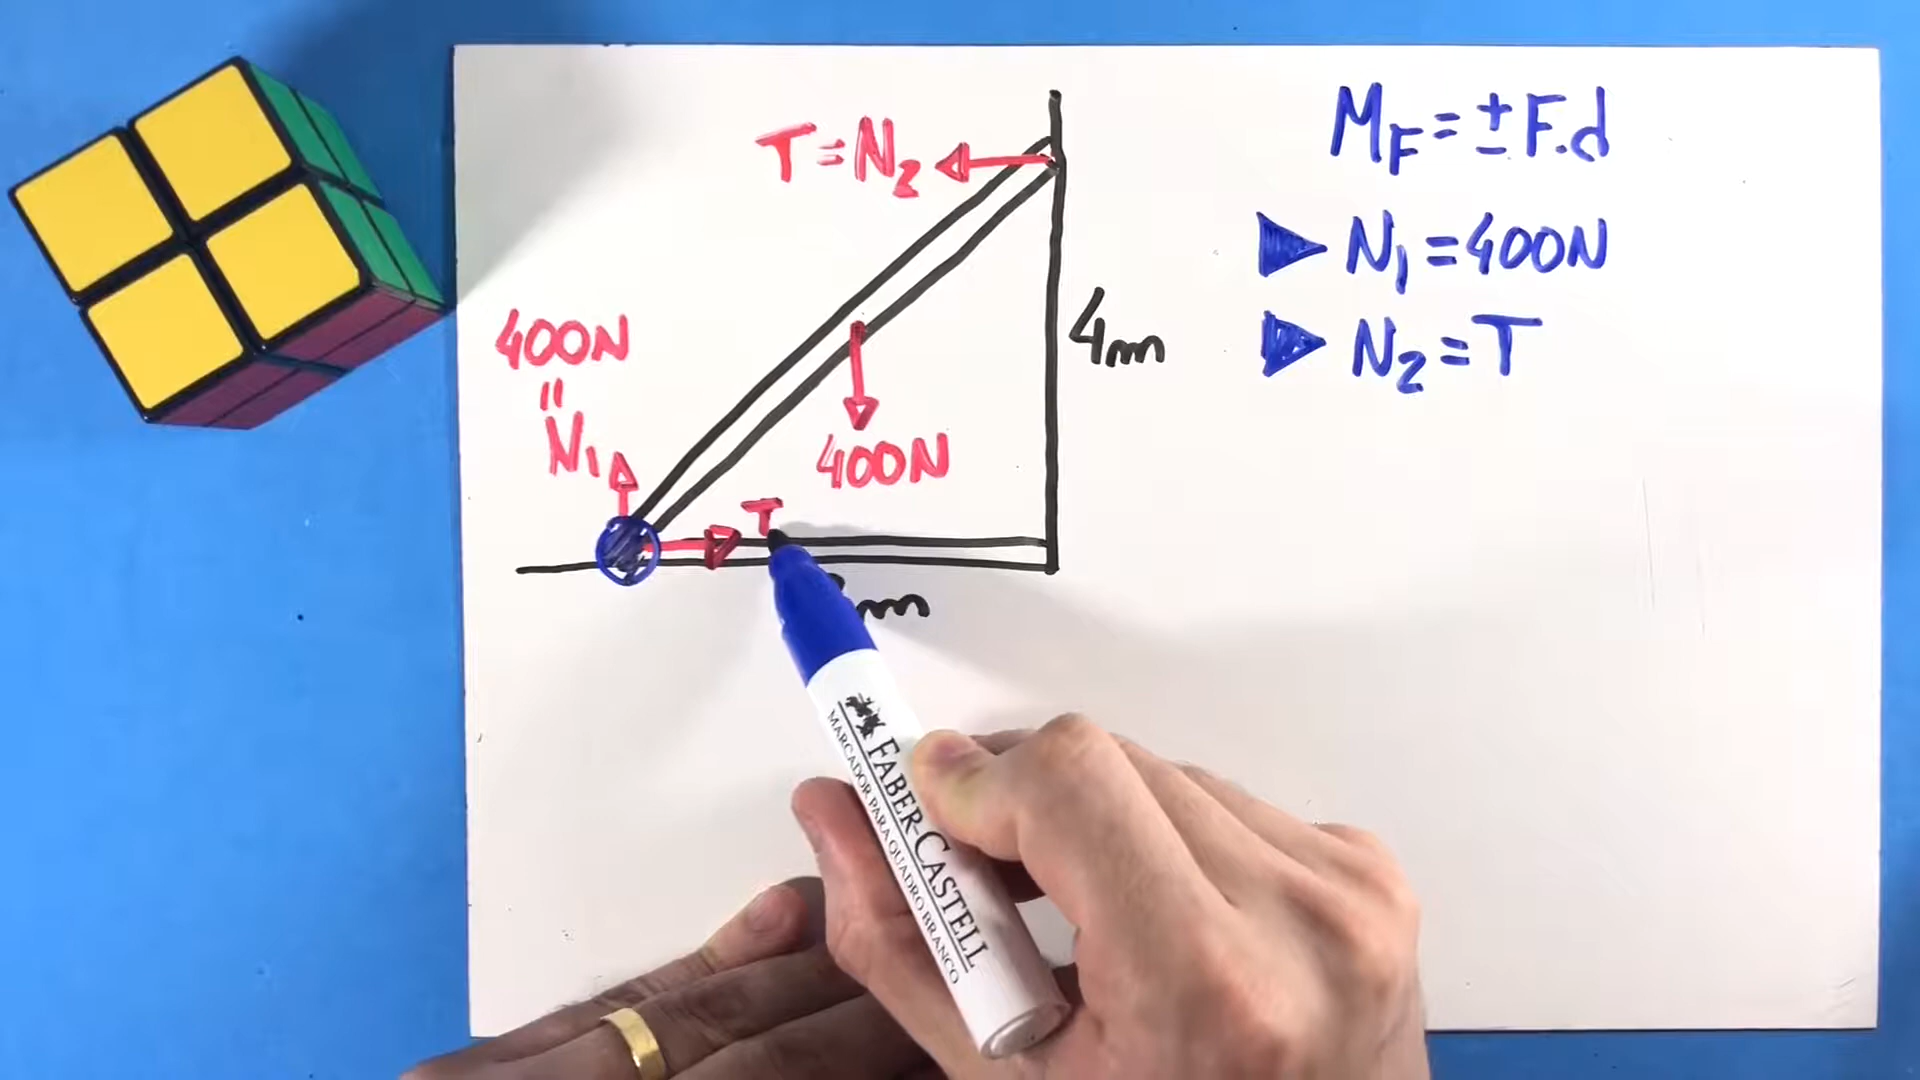 T=N₂
M_F=±F.d
▶ N₁=400N
▶ N₂=T
4m
400N
=
N₁
400N
T
m
FABER-CASTELL
MARCADOR PARA QUADRO BRANCO